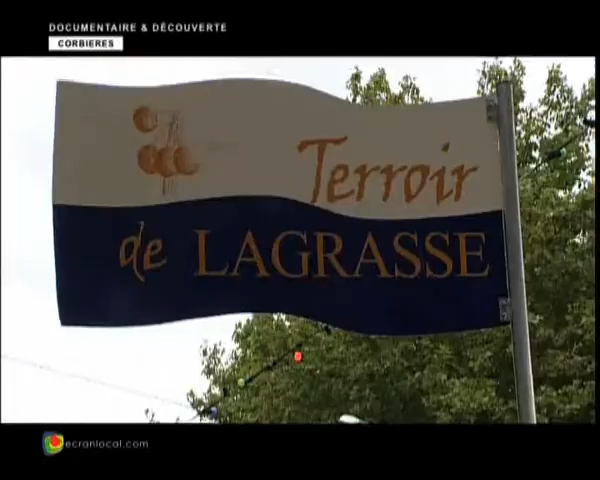 DOCUMENTAIRE & DÉCOUVERTE
CORBIERES
Terroir
de LAGRASSE
ecranlocal.com